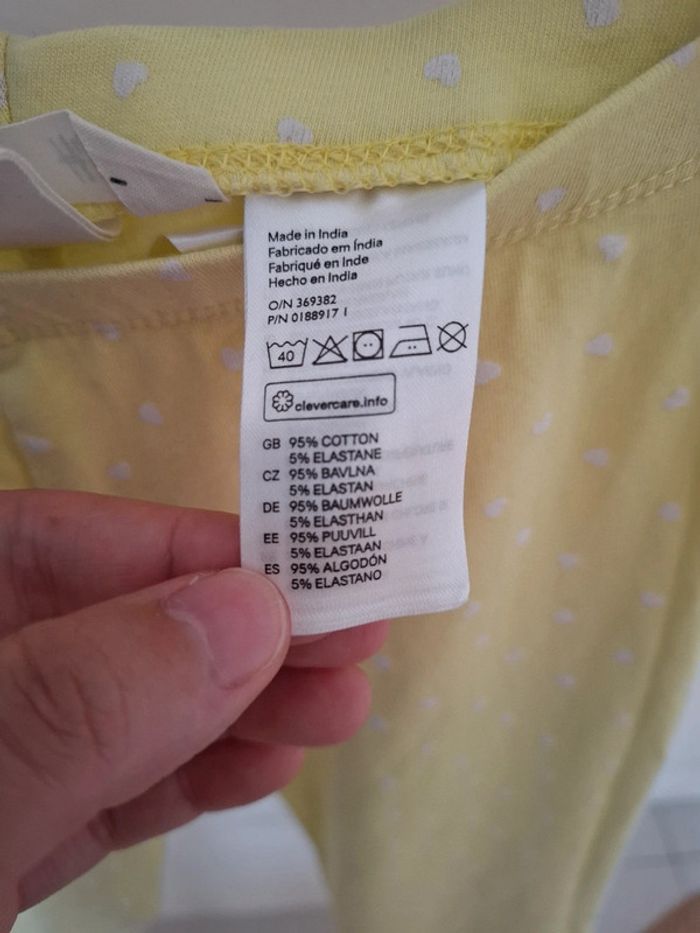 Made in India
Fabricado em Índia
Fabriqué en Inde
Hecho en India
O/N 369382
P/N 0188917 1
40
clevercare.info
GB 95% COTTON
5% ELASTANE
CZ 95% BAVLNA
5% ELASTAN
DE 95% BAUMWOLLE
5% ELASTHAN
EE 95% PUUVILL
5% ELASTAAN
ES 95% ALGODÓN
5% ELASTANO